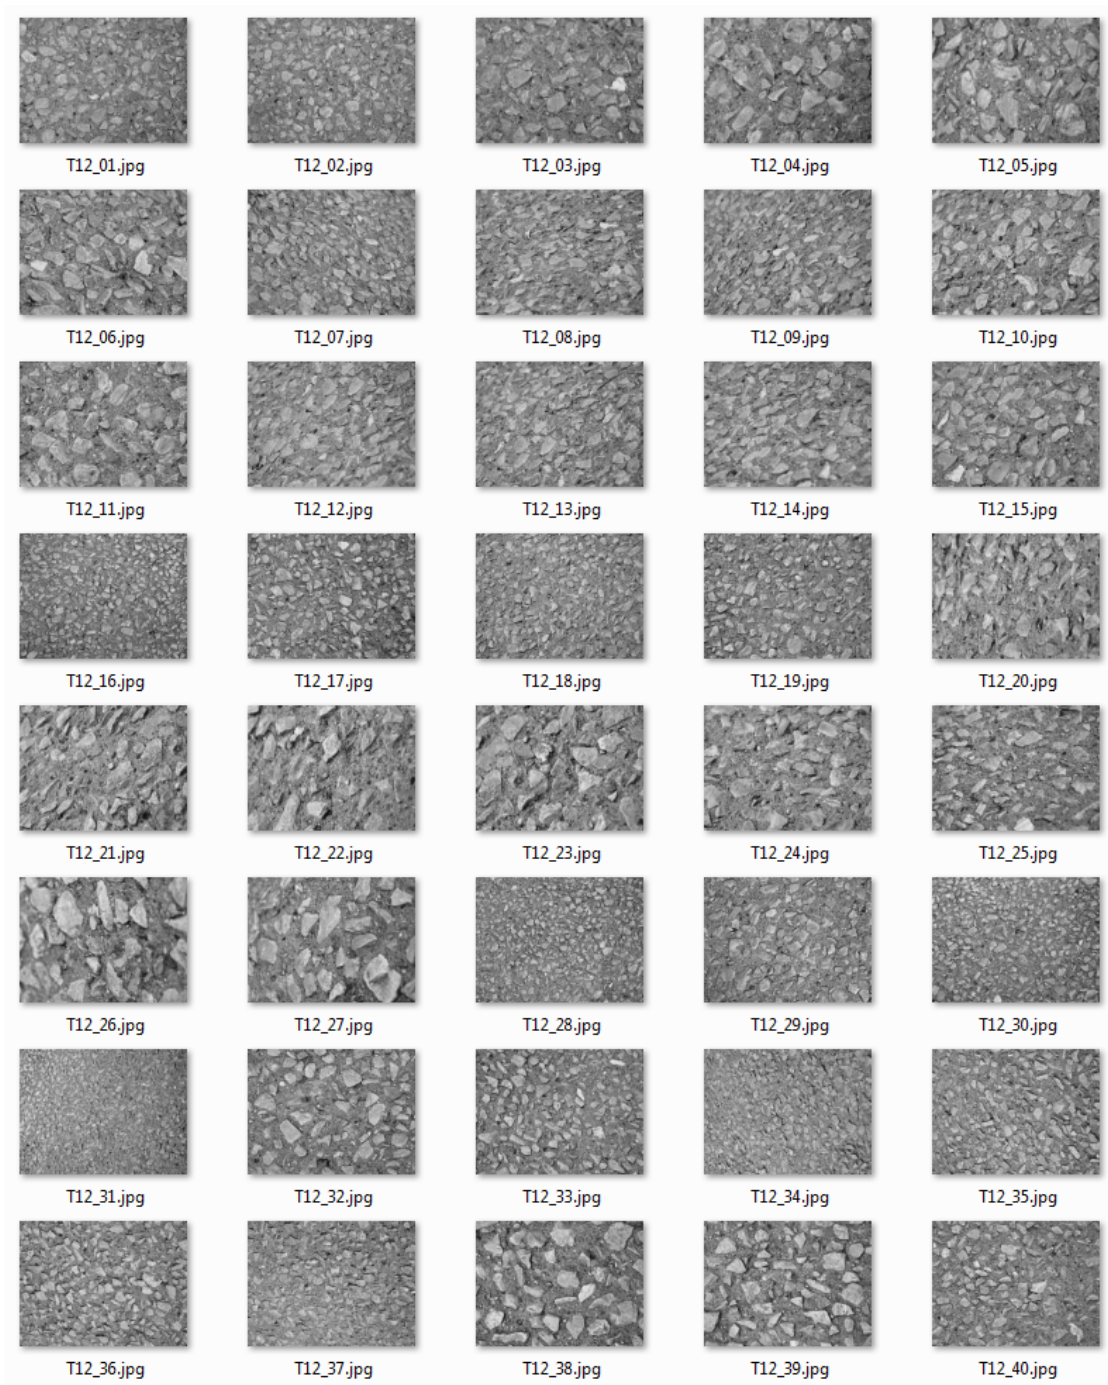 T12_01.jpg T12_02.jpg T12_03.jpg T12_04.jpg T12_05.jpg
T12_06.jpg T12_07.jpg T12_08.jpg T12_09.jpg T12_10.jpg
T12_11.jpg T12_12.jpg T12_13.jpg T12_14.jpg T12_15.jpg
T12_16.jpg T12_17.jpg T12_18.jpg T12_19.jpg T12_20.jpg
T12_21.jpg T12_22.jpg T12_23.jpg T12_24.jpg T12_25.jpg
T12_26.jpg T12_27.jpg T12_28.jpg T12_29.jpg T12_30.jpg
T12_31.jpg T12_32.jpg T12_33.jpg T12_34.jpg T12_35.jpg
T12_36.jpg T12_37.jpg T12_38.jpg T12_39.jpg T12_40.jpg